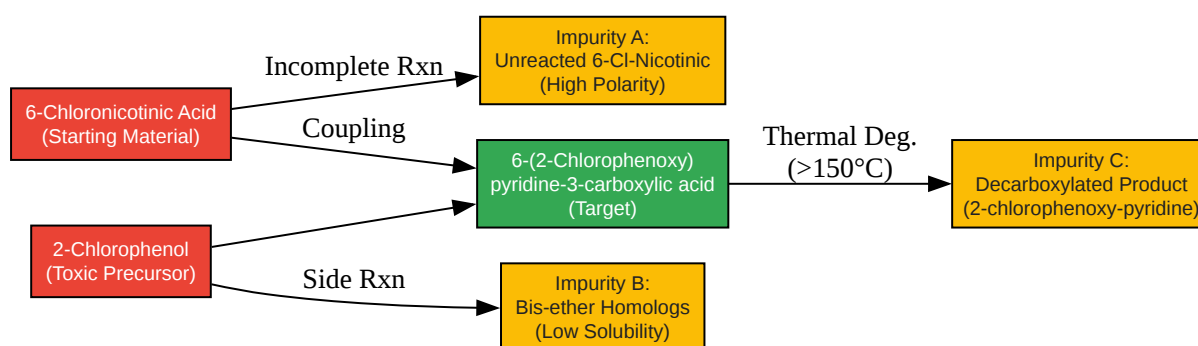 6-Chloronicotinic Acid
(Starting Material)
2-Chlorophenol
(Toxic Precursor)
Incomplete Rxn
Coupling
Side Rxn
Impurity A:
Unreacted 6-Cl-Nicotinic
(High Polarity)
6-(2-Chlorophenoxy)
pyridine-3-carboxylic acid
(Target)
Impurity B:
Bis-ether Homologs
(Low Solubility)
Thermal Deg.
(>150°C)
Impurity C:
Decarboxylated Product
(2-chlorophenoxy-pyridine)